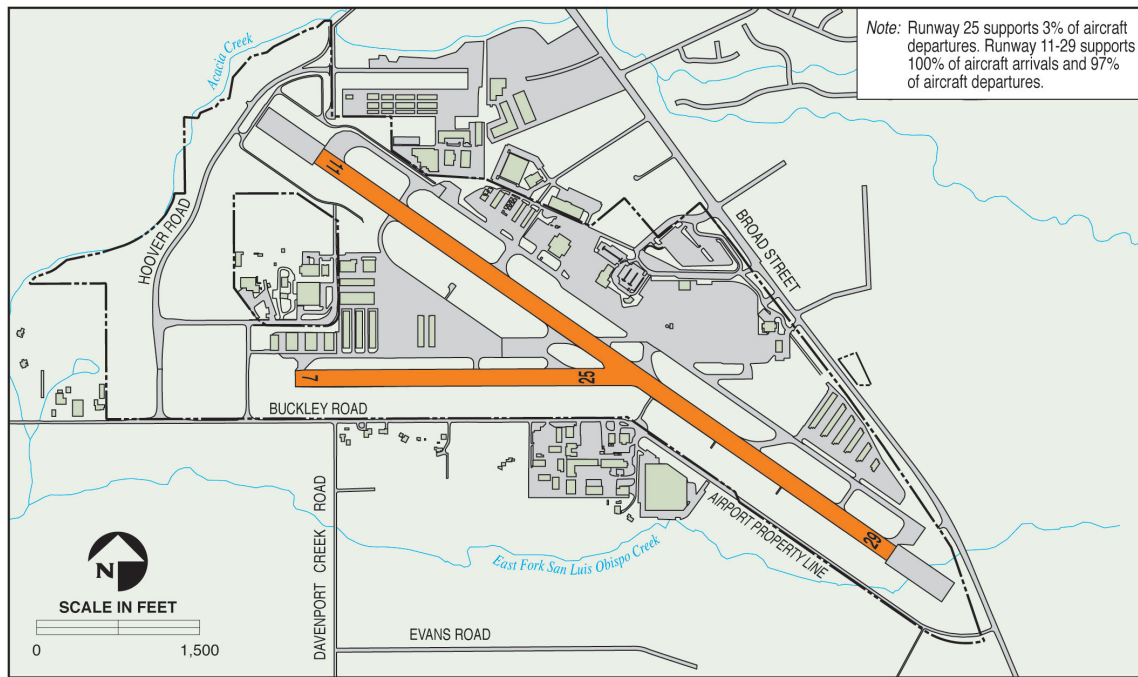 Note: Runway 25 supports 3% of aircraft
departures. Runway 11-29 supports
100% of aircraft arrivals and 97%
of aircraft departures.
Acacia Creek
11
HOOVER ROAD
BROAD STREET
7
25
BUCKLEY ROAD
AIRPORT PROPERTY LINE
29
East Fork San Luis Obispo Creek
DAVENPORT CREEK ROAD
N
SCALE IN FEET
0
1,500
EVANS ROAD